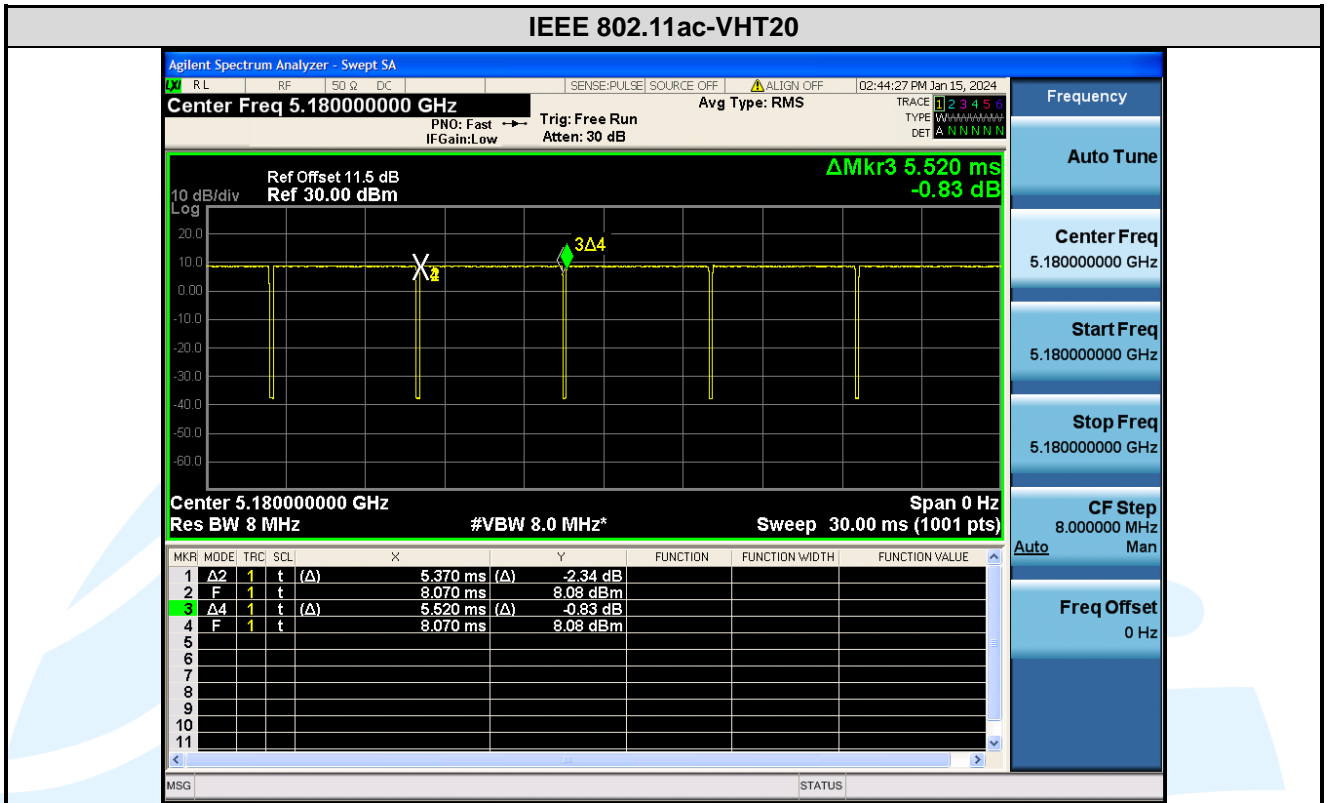 IEEE 802.11ac-VHT20
Agilent Spectrum Analyzer - Swept SA
LXI RL RF 50 Ω DC SENSE:PULSE SOURCE OFF ALIGN OFF 02:44:27 PM Jan 15, 2024
Center Freq 5.180000000 GHz
PNO: Fast
IFGain:Low
Trig: Free Run
Atten: 30 dB
Avg Type: RMS
TRACE 1 2 3 4 5 6
TYPE WWWWWW
DET A N N N N N
ΔMkr3 5.520 ms
-0.83 dB
Ref Offset 11.5 dB
10 dB/div Ref 30.00 dBm
Log
20.0
10.0
0.00
-10.0
-20.0
-30.0
-40.0
-50.0
-60.0
3Δ4
Center 5.180000000 GHz Span 0 Hz
Res BW 8 MHz #VBW 8.0 MHz* Sweep 30.00 ms (1001 pts)
MKR MODE TRC SCL X Y FUNCTION FUNCTION WIDTH FUNCTION VALUE
1 Δ2 1 t (Δ) 5.370 ms (Δ) -2.34 dB
2 F 1 t 8.070 ms 8.08 dBm
3 Δ4 1 t (Δ) 5.520 ms (Δ) -0.83 dB
4 F 1 t 8.070 ms 8.08 dBm
5
6
7
8
9
10
11
MSG STATUS
Frequency
Auto Tune
Center Freq
5.180000000 GHz
Start Freq
5.180000000 GHz
Stop Freq
5.180000000 GHz
CF Step
8.000000 MHz
Auto Man
Freq Offset
0 Hz